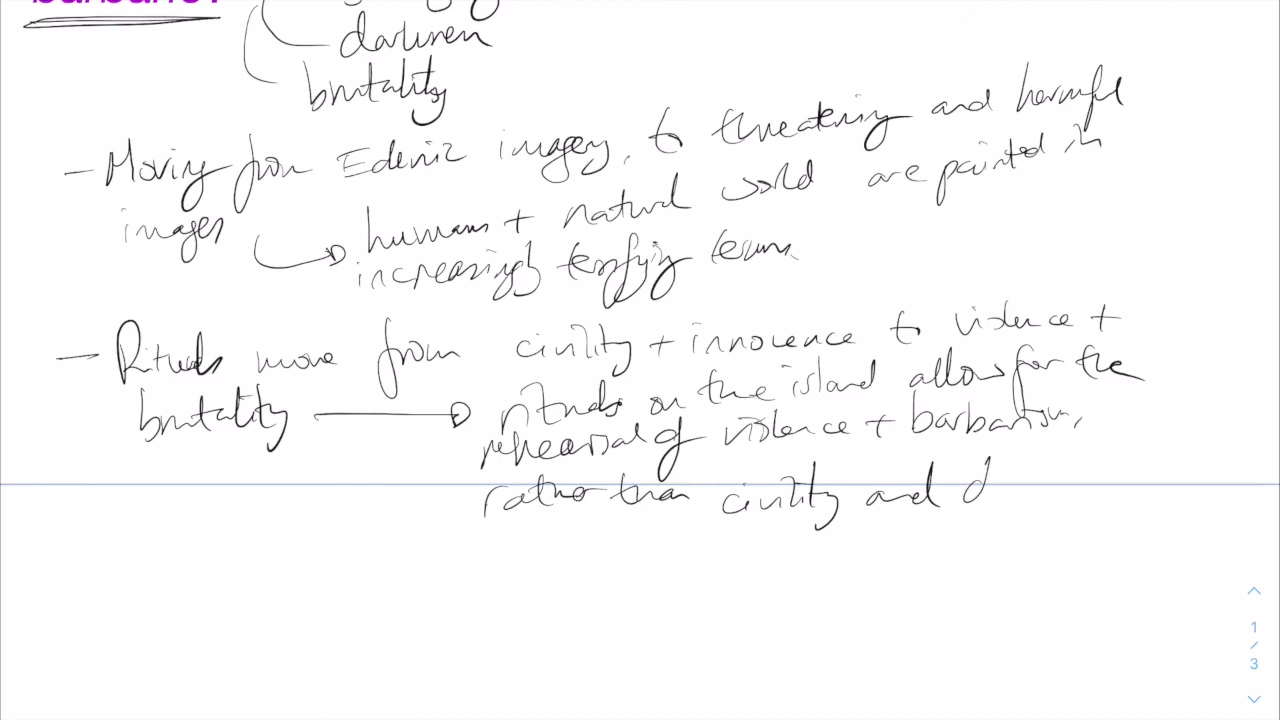 darkness
brutality
- Moving from Edenic imagery, to threatening and harmful
images
humans + natural world are painted in
increasingly terrifying terms.
- Rituals move from civility + innocence to violence +
brutality
rituals on the island allow for the
rehearsal of violence + barbarism,
rather than civility and d
1
/
3